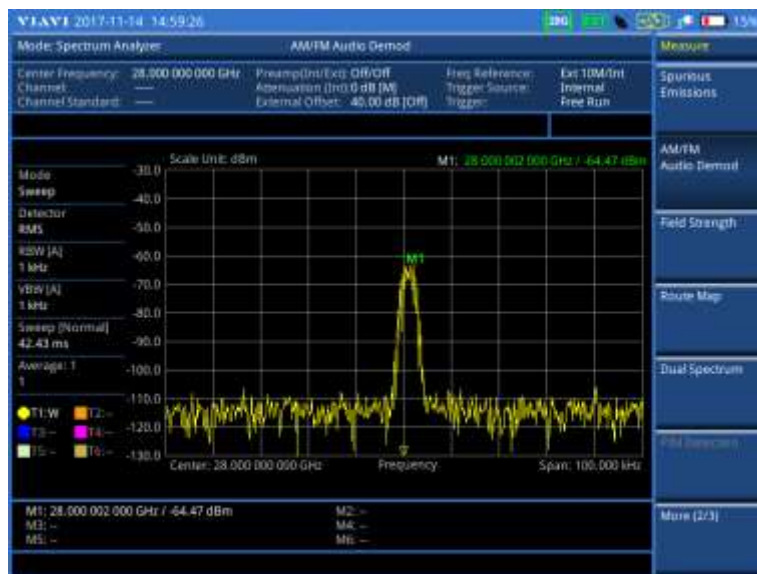 VIAVI 2017-11-14 14:59:26
15%
Mode: Spectrum Analyzer AM/FM Audio Demod Measure
Center Frequency: 28.000 000 000 GHz Preamp(Int/Ext): Off/Off Freq Reference: Ext 10M/Int
Channel: ---- Attenuation (Int): 0 dB [M] Trigger Source: Internal
Channel Standard: ---- External Offset: 40.00 dB [Off] Trigger: Free Run
Spurious
Emissions
AM/FM
Audio Demod
Field Strength
Route Map
Dual Spectrum
More (2/3)
Scale Unit: dBm M1: 28.000 002 000 GHz / -64.47 dBm
Mode
Sweep
Detector
RMS
RBW [A]
1 kHz
VBW [A]
1 kHz
Sweep [Normal]
42.43 ms
Average: 1
1
T1: W T2: --
T3: -- T4: --
T5: -- T6: --
-30.0
-40.0
-50.0
-60.0
-70.0
-80.0
-90.0
-100.0
-110.0
-120.0
-130.0
M1
Center: 28.000 000 000 GHz Frequency Span: 100.000 kHz
M1: 28.000 002 000 GHz / -64.47 dBm M2: --
M3: -- M4: --
M5: -- M6: --